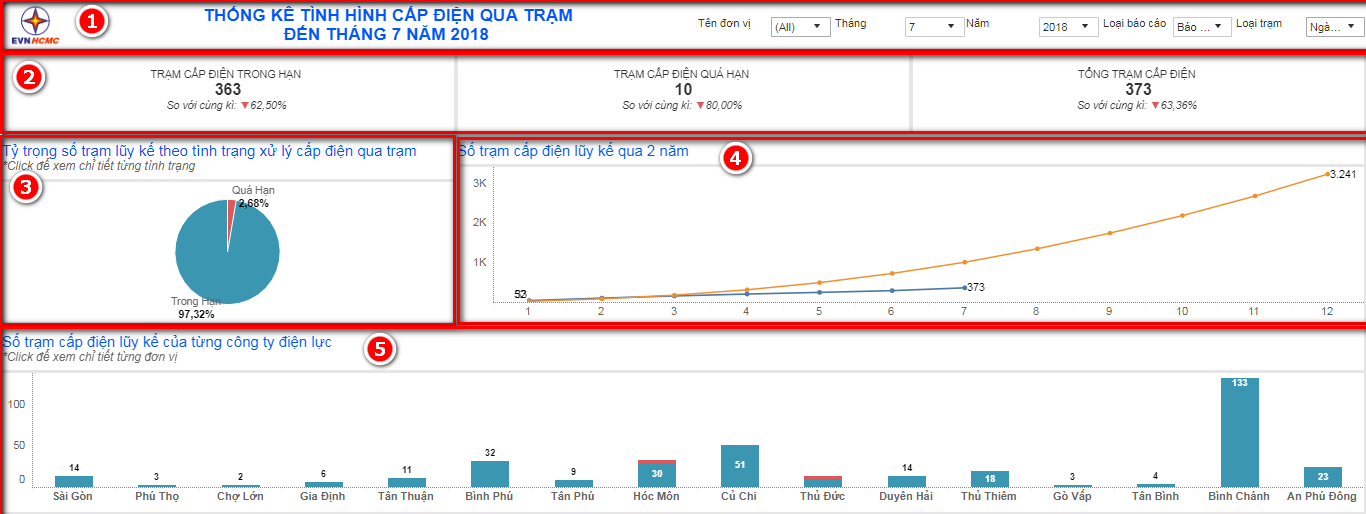 1
EVNHCMC
THỐNG KÊ TÌNH HÌNH CẤP ĐIỆN QUA TRẠM
ĐẾN THÁNG 7 NĂM 2018
Tên đơn vị (All) Tháng 7 Năm 2018 Loại báo cáo Báo ... Loại trạm Ngà...
2
TRẠM CẤP ĐIỆN TRONG HẠN
363
So với cùng kì: ▼62,50%
TRẠM CẤP ĐIỆN QUÁ HẠN
10
So với cùng kì: ▼80,00%
TỔNG TRẠM CẤP ĐIỆN
373
So với cùng kì: ▼63,36%
Tỷ trọng số trạm lũy kế theo tình trạng xử lý cấp điện qua trạm
*Click để xem chi tiết từng tình trạng
3
Quá Hạn
2,68%
Trong Hạn
97,32%
Số trạm cấp điện lũy kế qua 2 năm
4
3K
2K
1K
3.241
373
1 2 3 4 5 6 7 8 9 10 11 12
Số trạm cấp điện lũy kế của từng công ty điện lực
*Click để xem chi tiết từng đơn vị
5
100
50
0
14 3 2 6 11 32 9 30 51 14 18 3 4 133 23
Sài Gòn Phú Thọ Chợ Lớn Gia Định Tân Thuận Bình Phú Tân Phú Hóc Môn Củ Chi Thủ Đức Duyên Hải Thủ Thiêm Gò Vấp Tân Bình Bình Chánh An Phú Đông